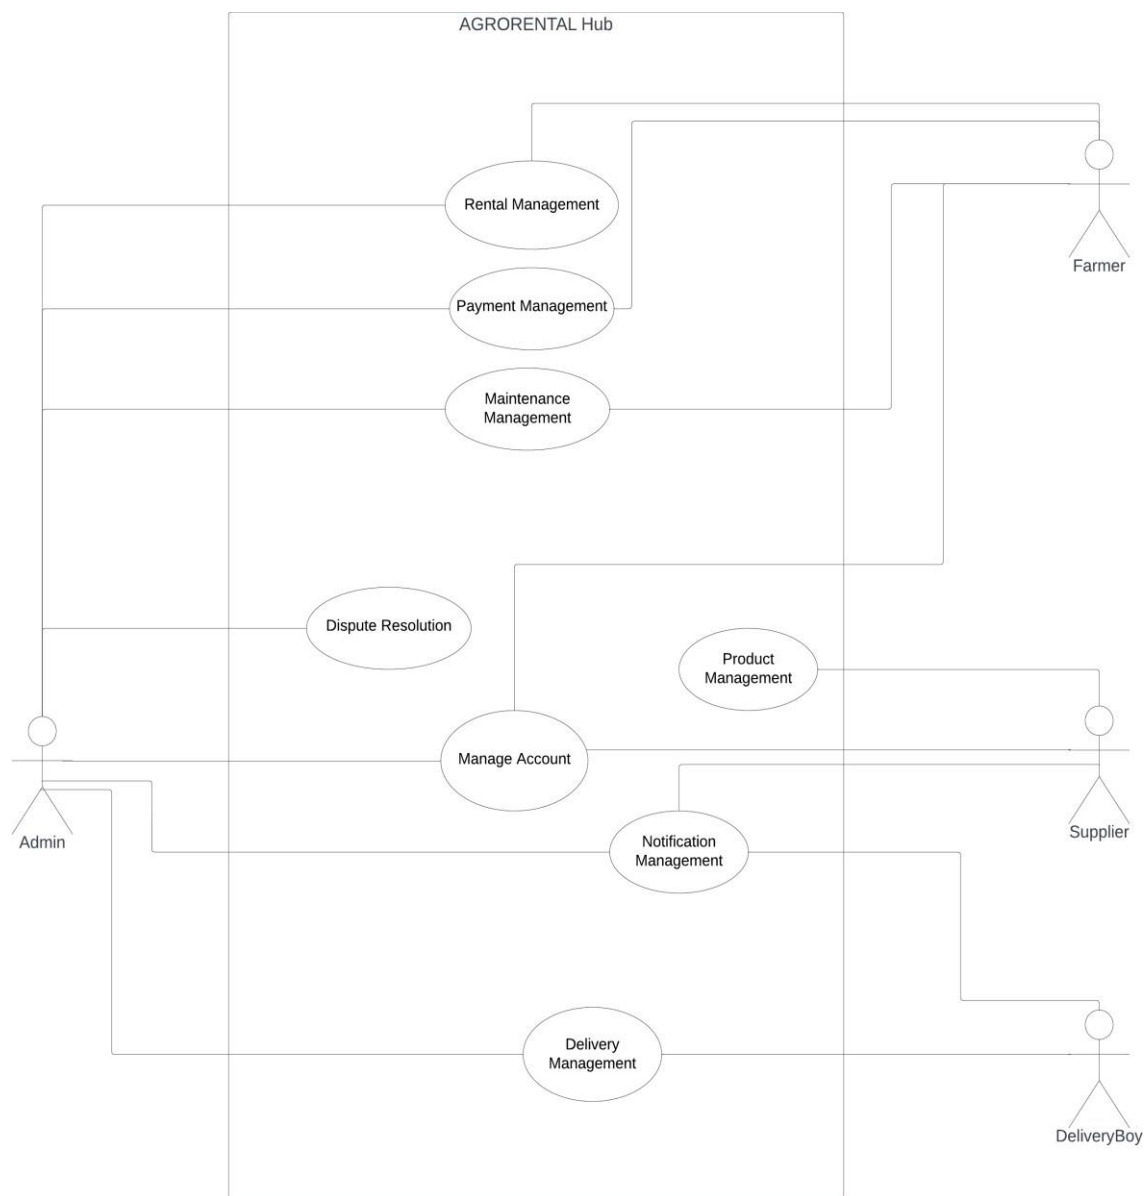 AGRORENTAL Hub
Rental Management
Farmer
Payment Management
Maintenance
Management
Dispute Resolution
Product
Management
Manage Account
Admin
Supplier
Notification
Management
Delivery
Management
DeliveryBoy